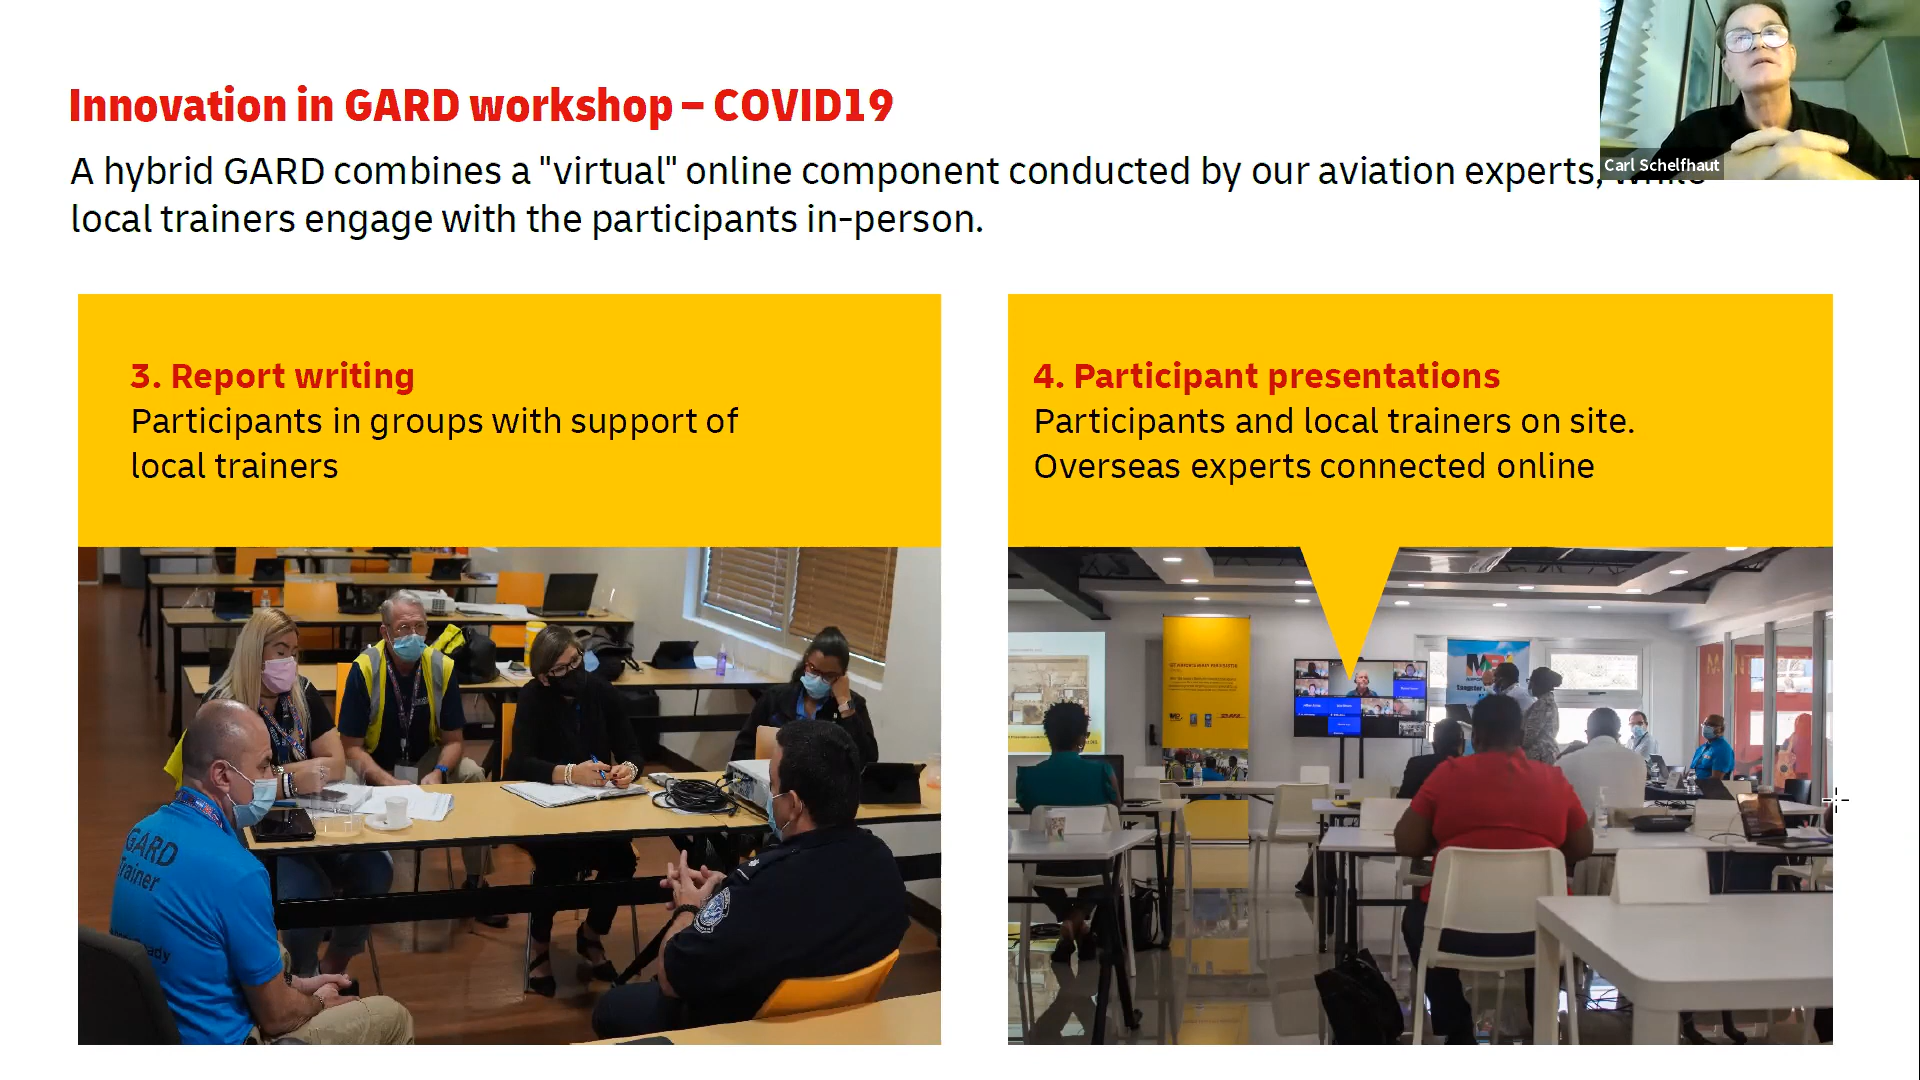 Innovation in GARD workshop – COVID19
A hybrid GARD combines a "virtual" online component conducted by our aviation experts, while
local trainers engage with the participants in-person.
Carl Schelfhaut
3. Report writing
Participants in groups with support of
local trainers
4. Participant presentations
Participants and local trainers on site.
Overseas experts connected online
GARD
Trainer